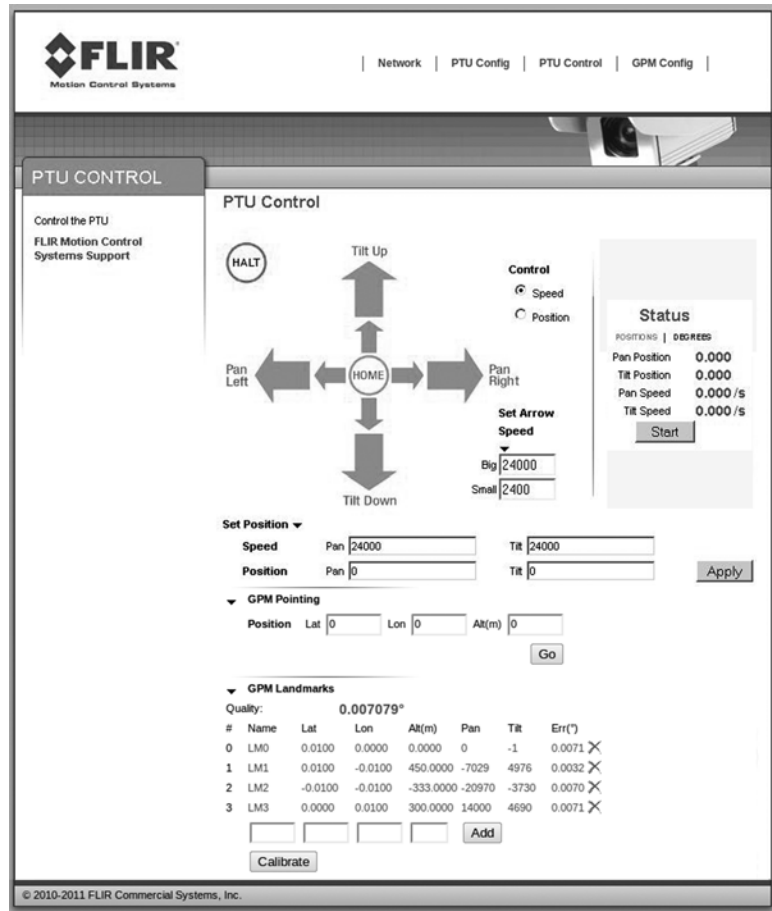 FLIR
Motion Control Systems
| Network | PTU Config | PTU Control | GPM Config |
PTU CONTROL
Control the PTU
FLIR Motion Control
Systems Support
PTU Control
HALT
Tilt Up
Pan
Left
HOME
Pan
Right
Tilt Down
Control
Speed
Position
Set Arrow
Speed
Big 24000
Small 2400
Status
POSITIONS | DEGREES
Pan Position 0.000
Tilt Position 0.000
Pan Speed 0.000 /s
Tilt Speed 0.000 /s
Start
Set Position
Speed Pan 24000 Tilt 24000
Position Pan 0 Tilt 0
Apply
GPM Pointing
Position Lat 0 Lon 0 Alt(m) 0
Go
GPM Landmarks
Quality: 0.007079°
# Name Lat Lon Alt(m) Pan Tilt Err(°)
0 LM0 0.0100 0.0000 0.0000 0 -1 0.0071
1 LM1 0.0100 -0.0100 450.0000 -7029 4976 0.0032
2 LM2 -0.0100 -0.0100 -333.0000 -20970 -3730 0.0070
3 LM3 0.0000 0.0100 300.0000 14000 4690 0.0071
Add
Calibrate
© 2010-2011 FLIR Commercial Systems, Inc.